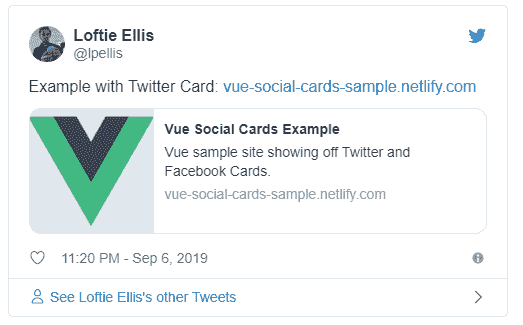 Loftie Ellis
@lpellis
Example with Twitter Card: vue-social-cards-sample.netlify.com
Vue Social Cards Example
Vue sample site showing off Twitter and
Facebook Cards.
vue-social-cards-sample.netlify.com
11:20 PM - Sep 6, 2019
See Loftie Ellis's other Tweets